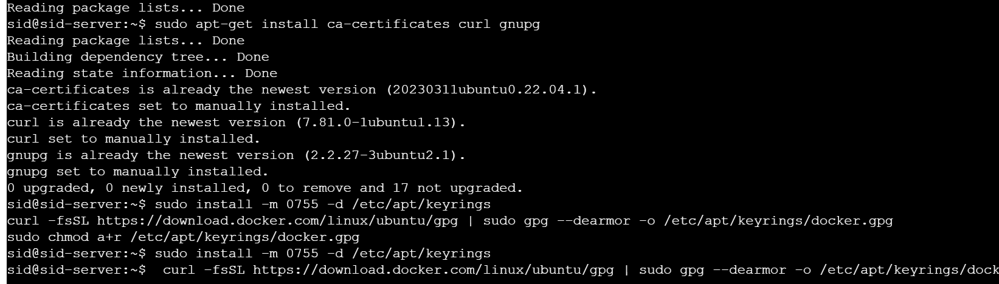 Reading package lists... Done
sid@sid-server:~$ sudo apt-get install ca-certificates curl gnupg
Reading package lists... Done
Building dependency tree... Done
Reading state information... Done
ca-certificates is already the newest version (20230311ubuntu0.22.04.1).
ca-certificates set to manually installed.
curl is already the newest version (7.81.0-1ubuntu1.13).
curl set to manually installed.
gnupg is already the newest version (2.2.27-3ubuntu2.1).
gnupg set to manually installed.
0 upgraded, 0 newly installed, 0 to remove and 17 not upgraded.
sid@sid-server:~$ sudo install -m 0755 -d /etc/apt/keyrings
curl -fsSL https://download.docker.com/linux/ubuntu/gpg | sudo gpg --dearmor -o /etc/apt/keyrings/docker.gpg
sudo chmod a+r /etc/apt/keyrings/docker.gpg
sid@sid-server:~$ sudo install -m 0755 -d /etc/apt/keyrings
sid@sid-server:~$  curl -fsSL https://download.docker.com/linux/ubuntu/gpg | sudo gpg --dearmor -o /etc/apt/keyrings/dock